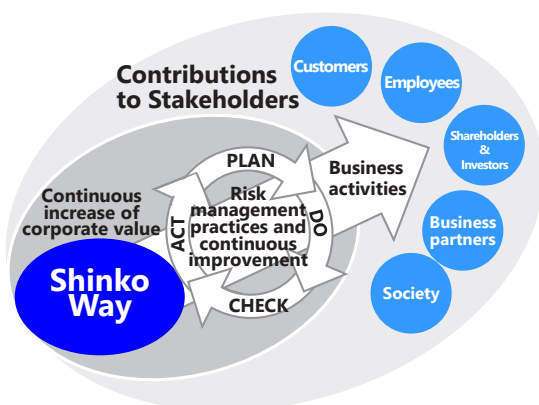 Contributions
to Stakeholders
Customers
Employees
Shareholders
&
Investors
Business
partners
Society
Business
activities
PLAN
DO
CHECK
ACT
Risk
management
practices and
continuous
improvement
Continuous
increase of
corporate value
Shinko
Way